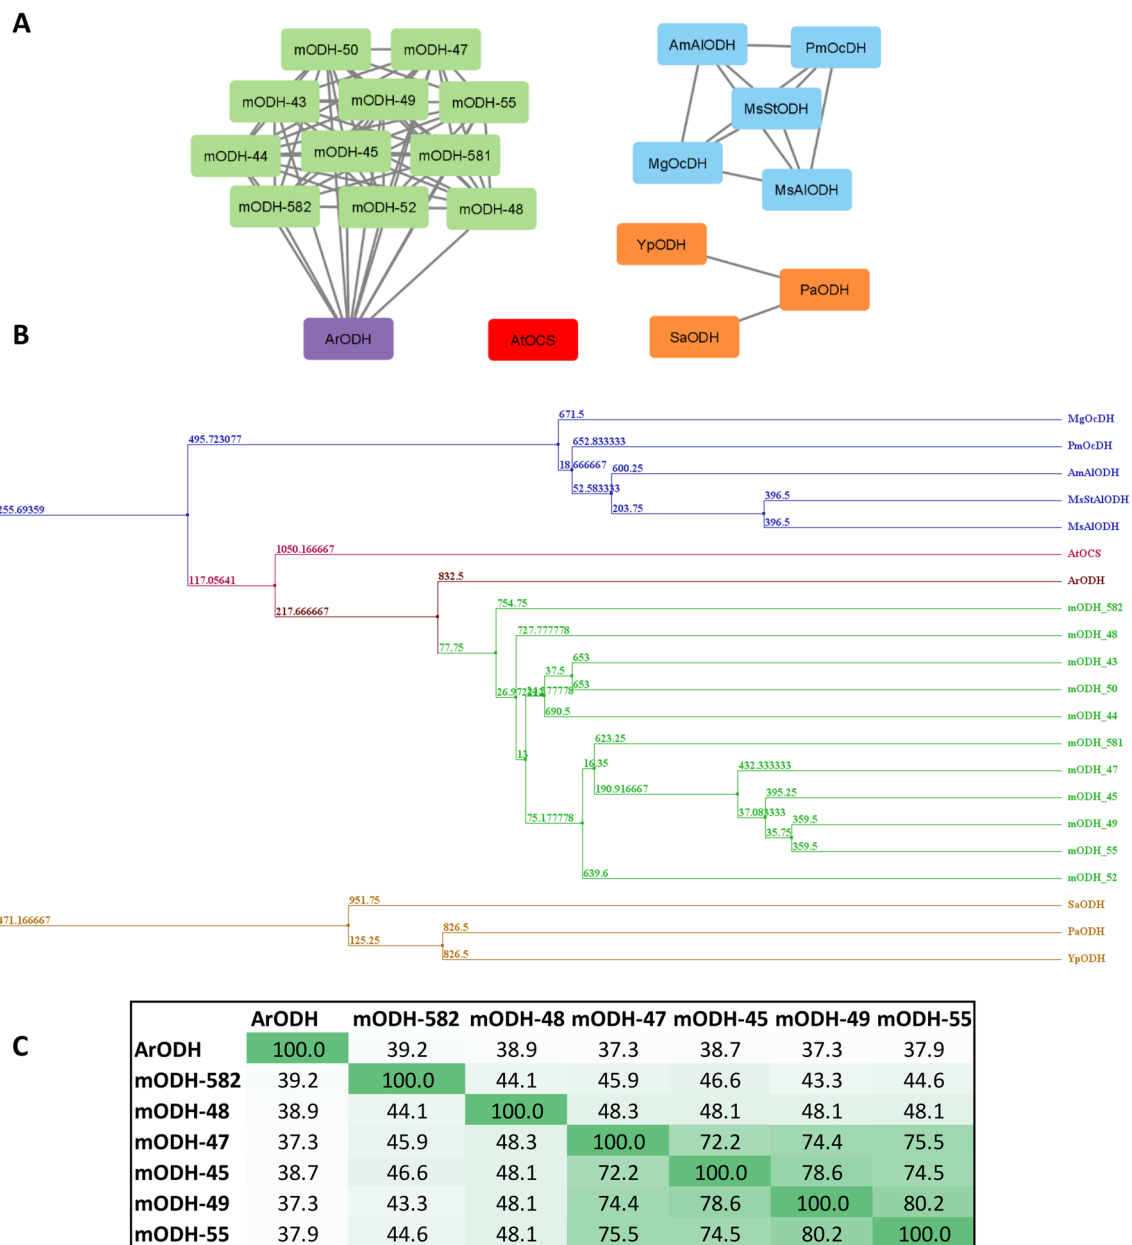 A
mODH-50 mODH-47
AmAlODH PmOcDH
mODH-43 mODH-49 mODH-55
MsStODH
mODH-44 mODH-45 mODH-581
MgOcDH
MsAlODH
mODH-582 mODH-52 mODH-48
YpODH
PaODH
ArODH AtOCS SaODH
B
671.5 MgOcDH
495.723077
652.833333 PmOcDH
18.666667
600.25 AmAlODH
52.583333
396.5 MsStAlODH
203.75
255.69359
396.5 MsAlODH
1050.166667 AtOCS
117.05641
832.5 ArODH
217.666667
754.75 mODH_582
727.777778 mODH_48
77.75
653 mODH_43
37.5
653 mODH_50
690.5 mODH_44
623.25 mODH_581
13
16.35
432.333333 mODH_47
190.916667
395.25 mODH_45
37.083333
75.177778
359.5 mODH_49
35.75
359.5 mODH_55
639.6 mODH_52
951.75 SaODH
471.166667
826.5 PaODH
125.25
826.5 YpODH
C
ArODH mODH-582 mODH-48 mODH-47 mODH-45 mODH-49 mODH-55
ArODH 100.0 39.2 38.9 37.3 38.7 37.3 37.9
mODH-582 39.2 100.0 44.1 45.9 46.6 43.3 44.6
mODH-48 38.9 44.1 100.0 48.3 48.1 48.1 48.1
mODH-47 37.3 45.9 48.3 100.0 72.2 74.4 75.5
mODH-45 38.7 46.6 48.1 72.2 100.0 78.6 74.5
mODH-49 37.3 43.3 48.1 74.4 78.6 100.0 80.2
mODH-55 37.9 44.6 48.1 75.5 74.5 80.2 100.0